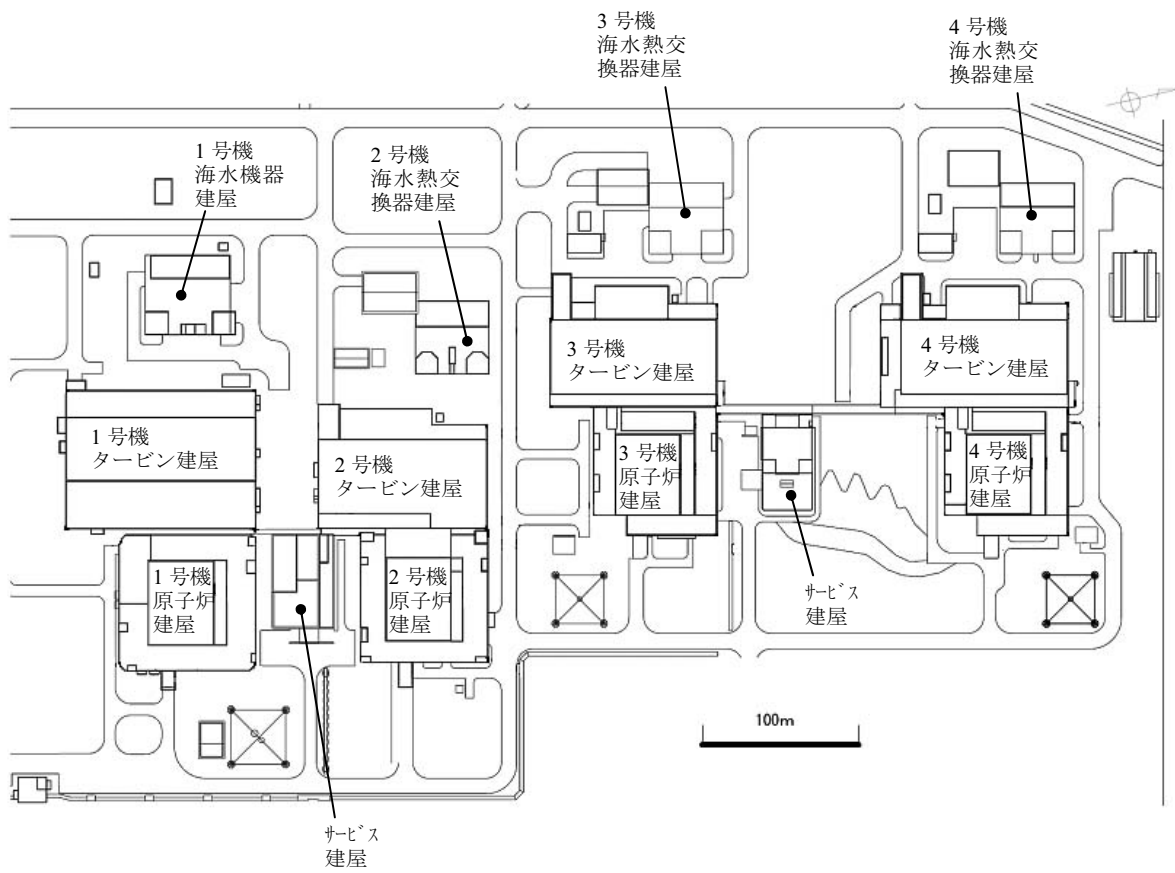 3 号機
海水熱交
換器建屋
4 号機
海水熱交
換器建屋
1 号機
海水機器
建屋
2 号機
海水熱交
換器建屋
3 号機
タービン建屋
4 号機
タービン建屋
1 号機
タービン建屋
2 号機
タービン建屋
3 号機
原子炉
建屋
4 号機
原子炉
建屋
1 号機
原子炉
建屋
2 号機
原子炉
建屋
ｻｰﾋﾞｽ
建屋
100m
ｻｰﾋﾞｽ
建屋